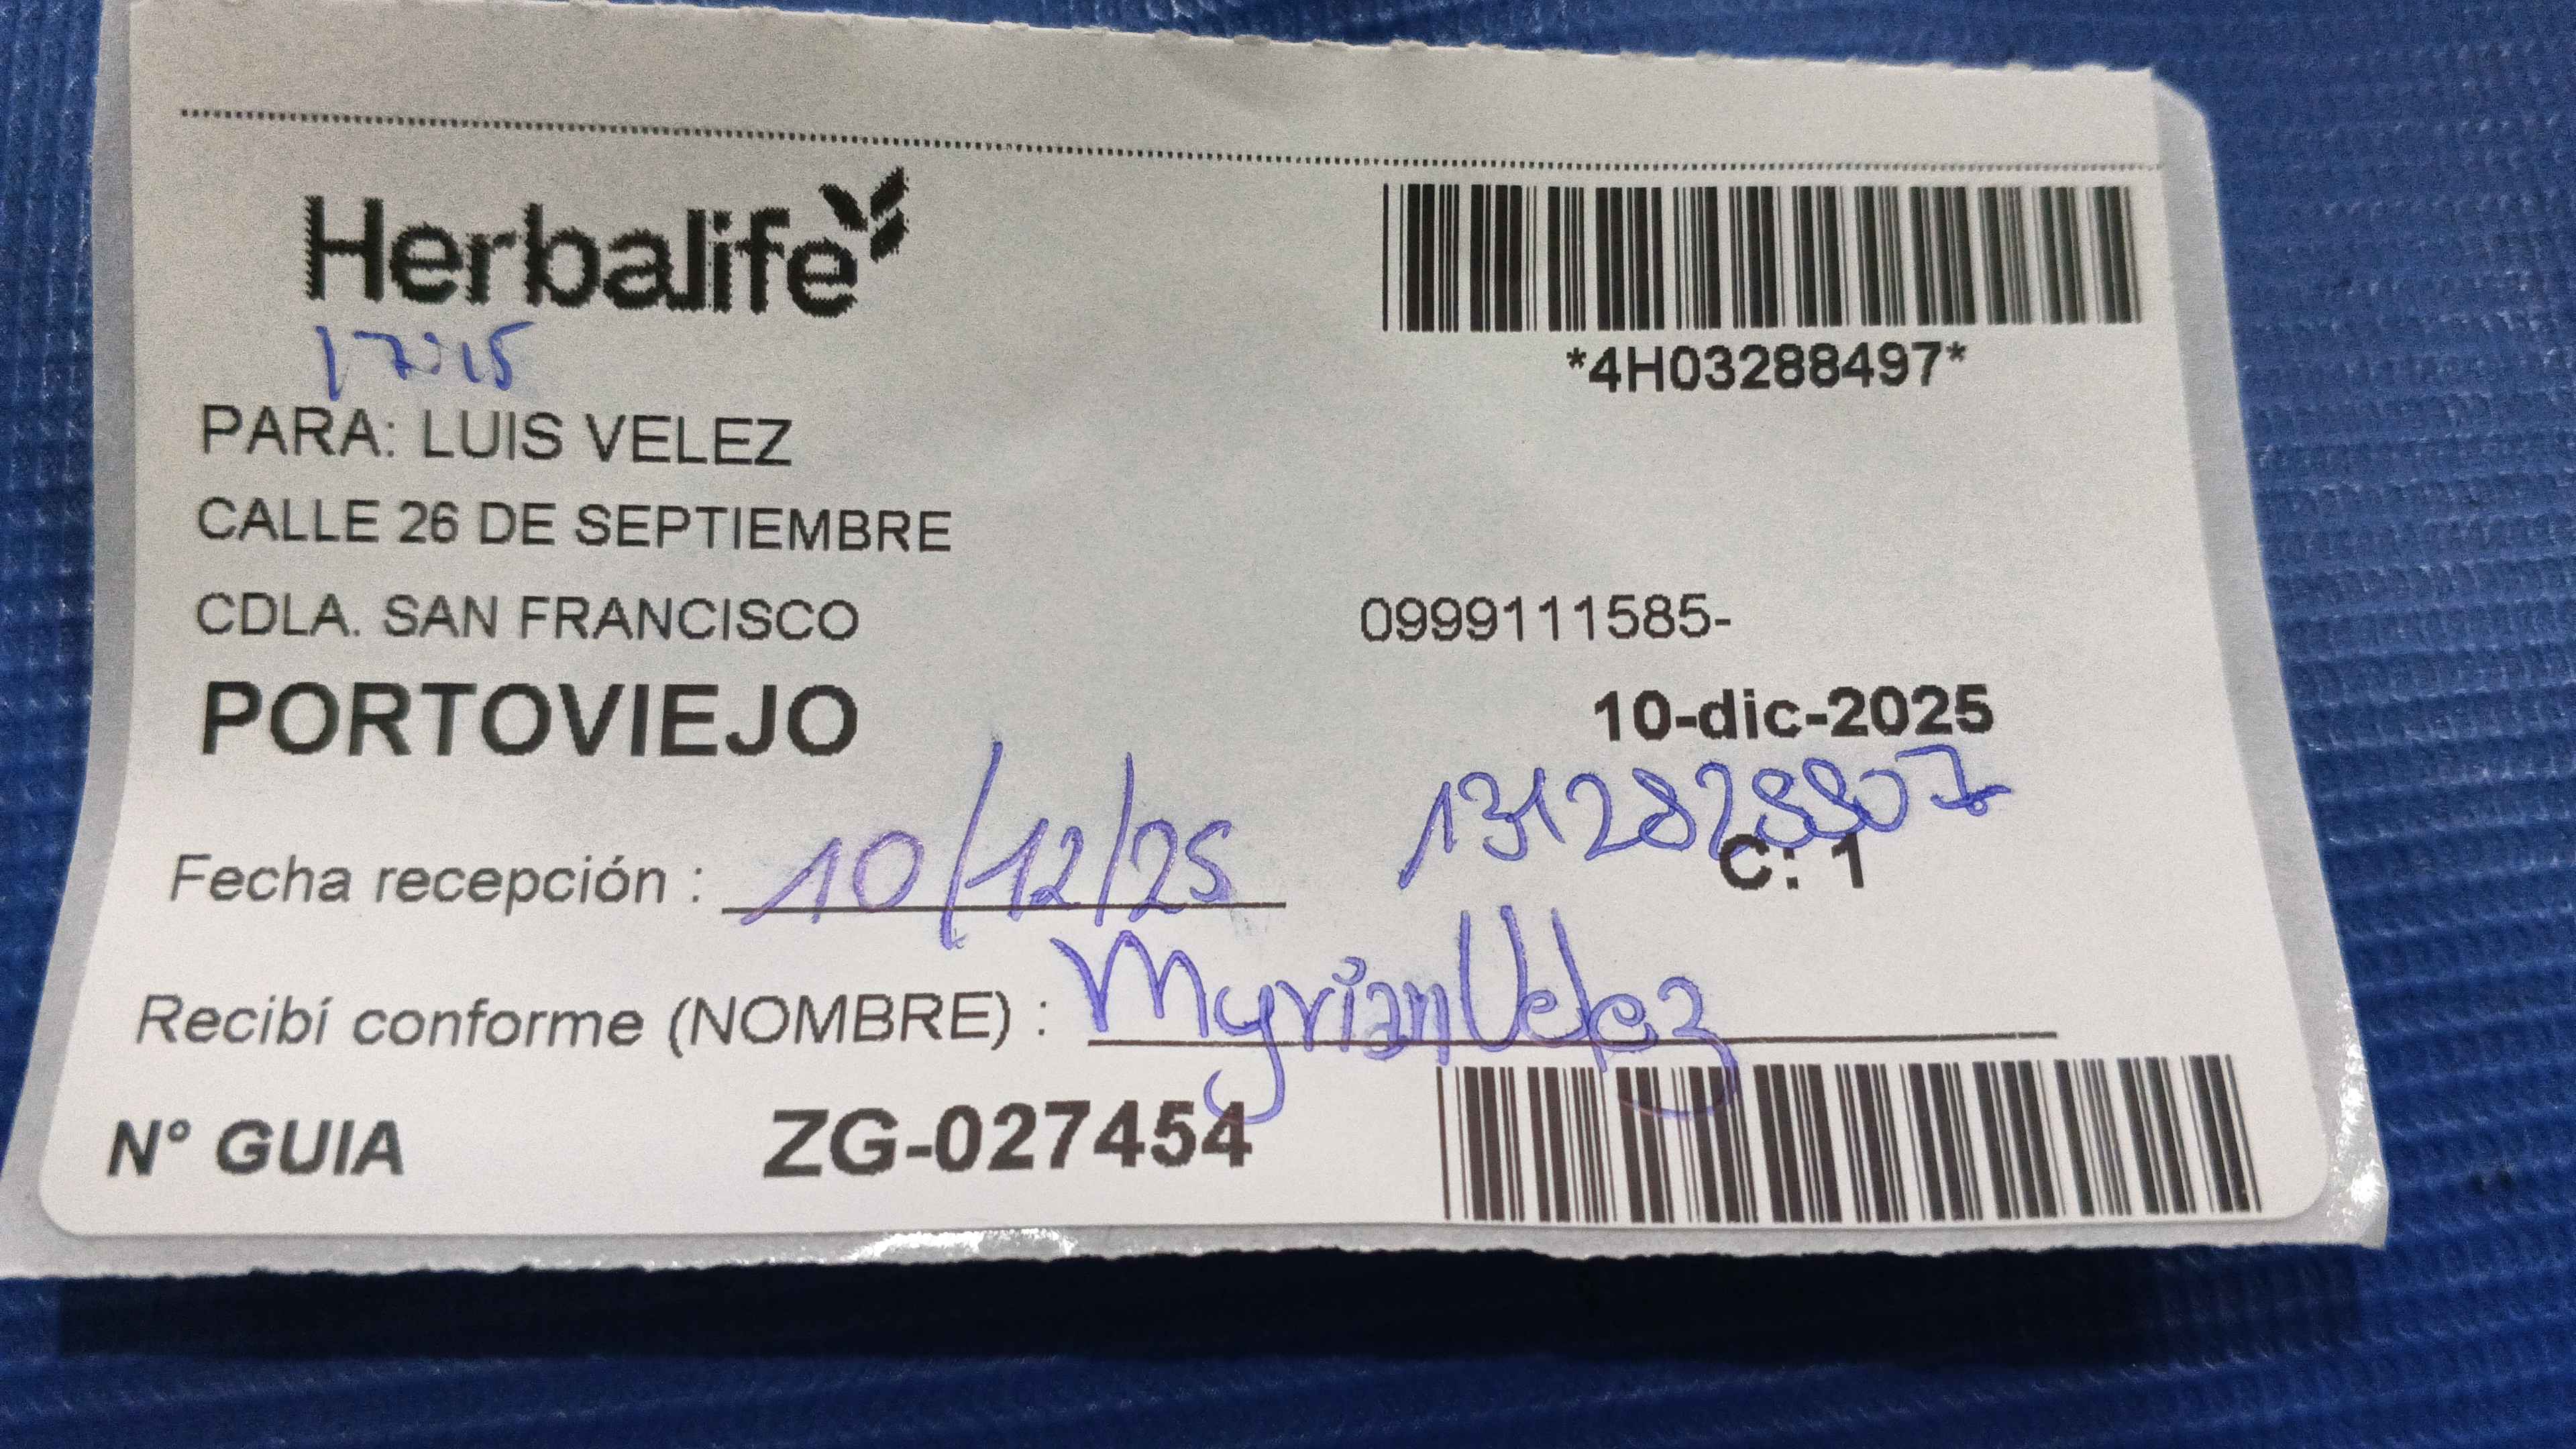 Herbalife
17:15
*4H03288497*
PARA: LUIS VELEZ
CALLE 26 DE SEPTIEMBRE
CDLA. SAN FRANCISCO 0999111585-
PORTOVIEJO 10-dic-2025
Fecha recepción : 10/12/25
C: 1
Recibí conforme (NOMBRE) : Myrian Velez
N° GUIA ZG-027454